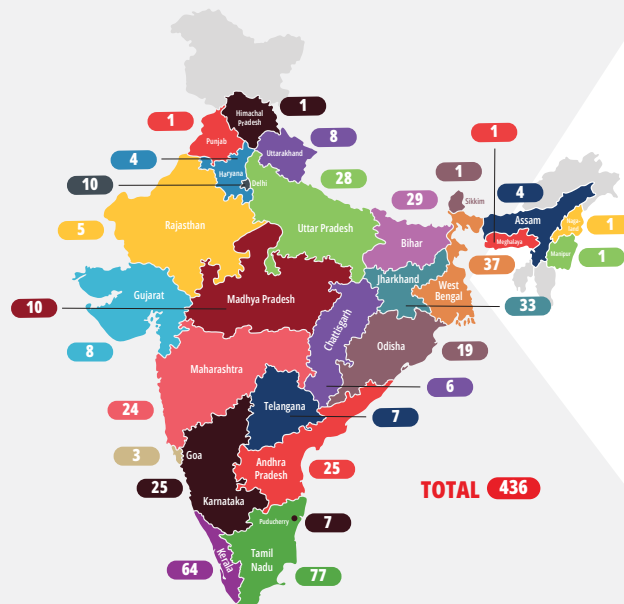 1
Himachal
Pradesh
1
Punjab
8
Uttarakhand
4
Haryana
10
Delhi
28
1
1
Sikkim
4
Assam
Naga
land
1
Meghalaya
Manipur
1
29
5
Rajasthan
Uttar Pradesh
Bihar
37
Jharkhand
West
Bengal
33
Gujarat
Madhya Pradesh
10
Chattisgarh
Odisha
19
8
Maharashtra
6
24
Telangana
7
3
Goa
Andhra
Pradesh
25
25
Karnataka
TOTAL 436
Puducherry
7
64
Kerala
Tamil
Nadu
77